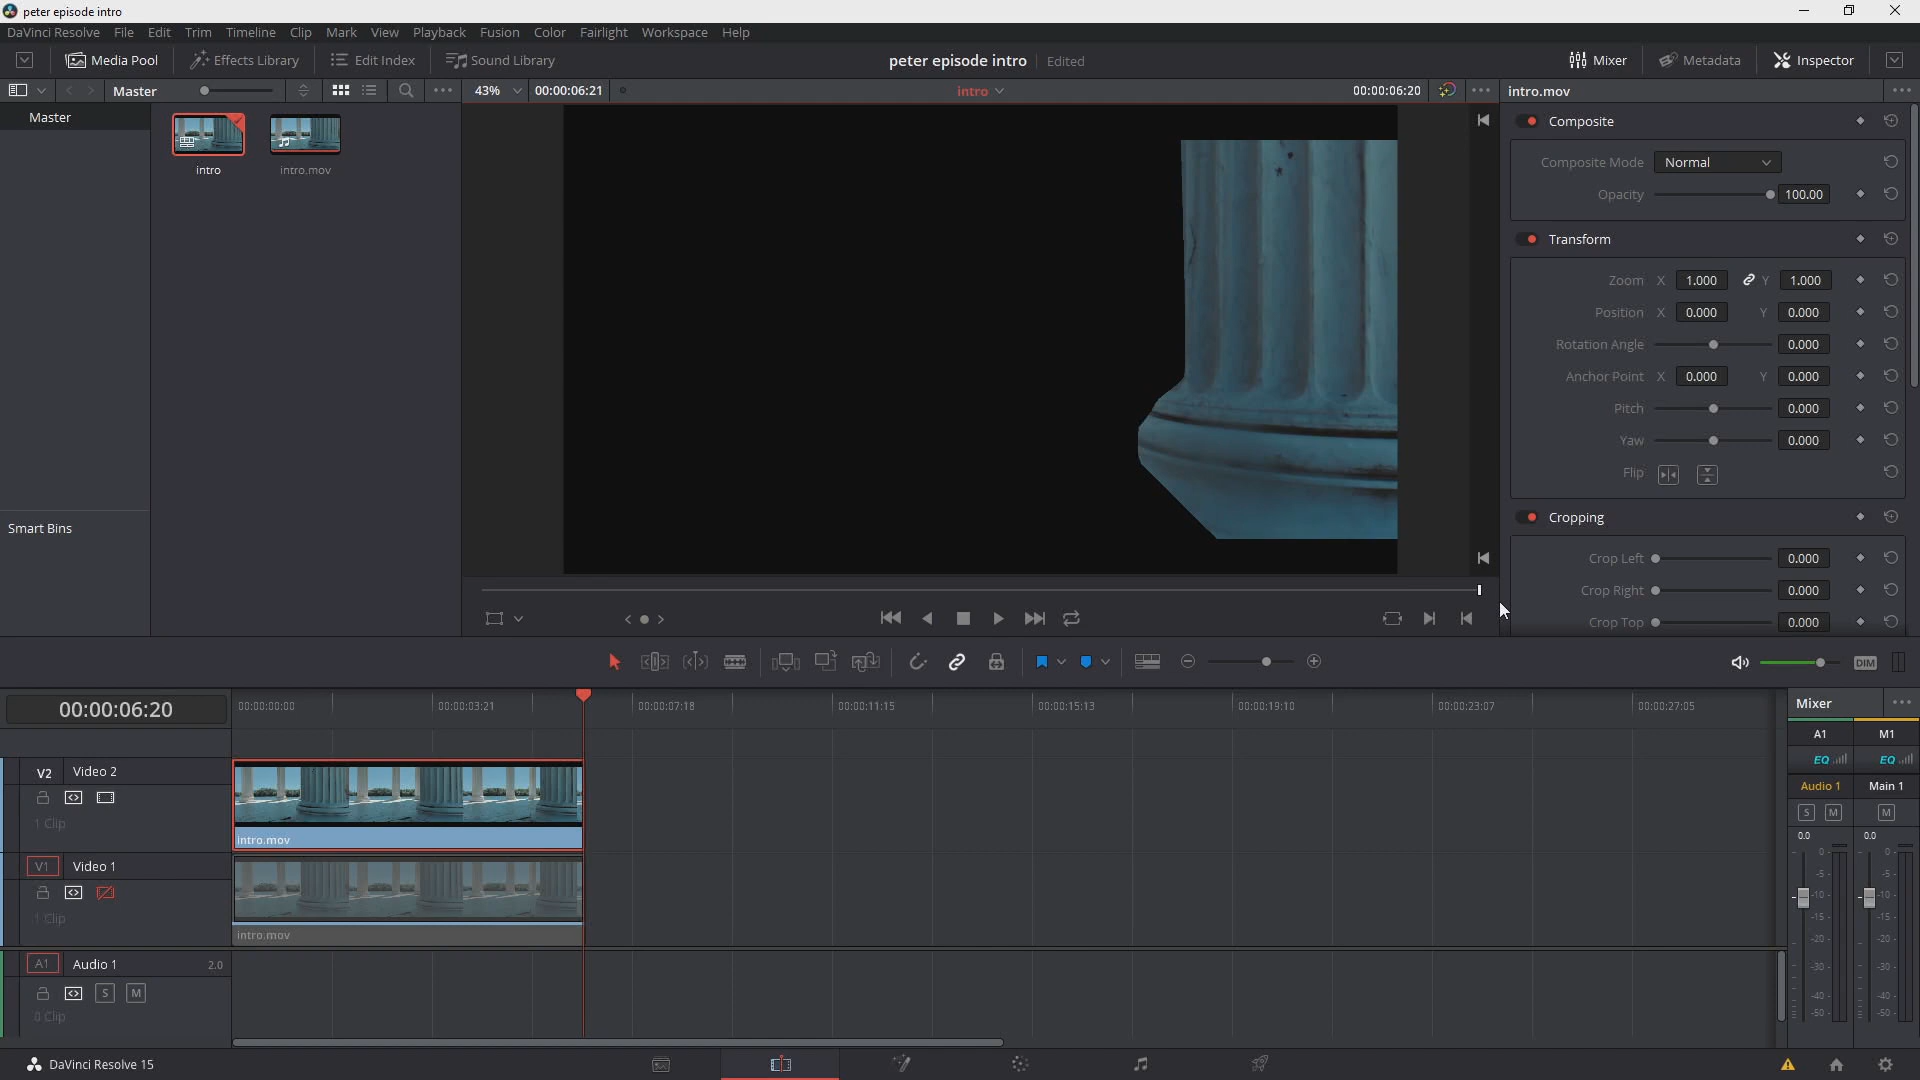 peter episode intro
DaVinci Resolve File Edit Trim Timeline Clip Mark View Playback Fusion Color Fairlight Workspace Help
Media Pool Effects Library Edit Index Sound Library peter episode intro Edited Mixer Metadata Inspector
Master 43% 00:00:06:21 intro 00:00:06:20 intro.mov
Master
intro intro.mov
Smart Bins
Composite
Composite Mode Normal
Opacity 100.00
Transform
Zoom X 1.000 Y 1.000
Position X 0.000 Y 0.000
Rotation Angle 0.000
Anchor Point X 0.000 Y 0.000
Pitch 0.000
Yaw 0.000
Flip
Cropping
Crop Left 0.000
Crop Right 0.000
Crop Top 0.000
DIM
00:00:06:20 00:00:00:00 00:00:03:21 00:00:07:18 00:00:11:15 00:00:15:13 00:00:19:10 00:00:23:07 00:00:27:05
V2 Video 2
1 Clip
intro.mov
V1 Video 1
1 Clip
intro.mov
A1 Audio 1 2.0
S M
0 Clip
Mixer
A1 M1
EQ EQ
Audio 1 Main 1
S M M
0.0 0.0
0 0
-5 -5
-10 -10
-15 -15
-20 -20
-30 -30
-40 -40
-50 -50
DaVinci Resolve 15